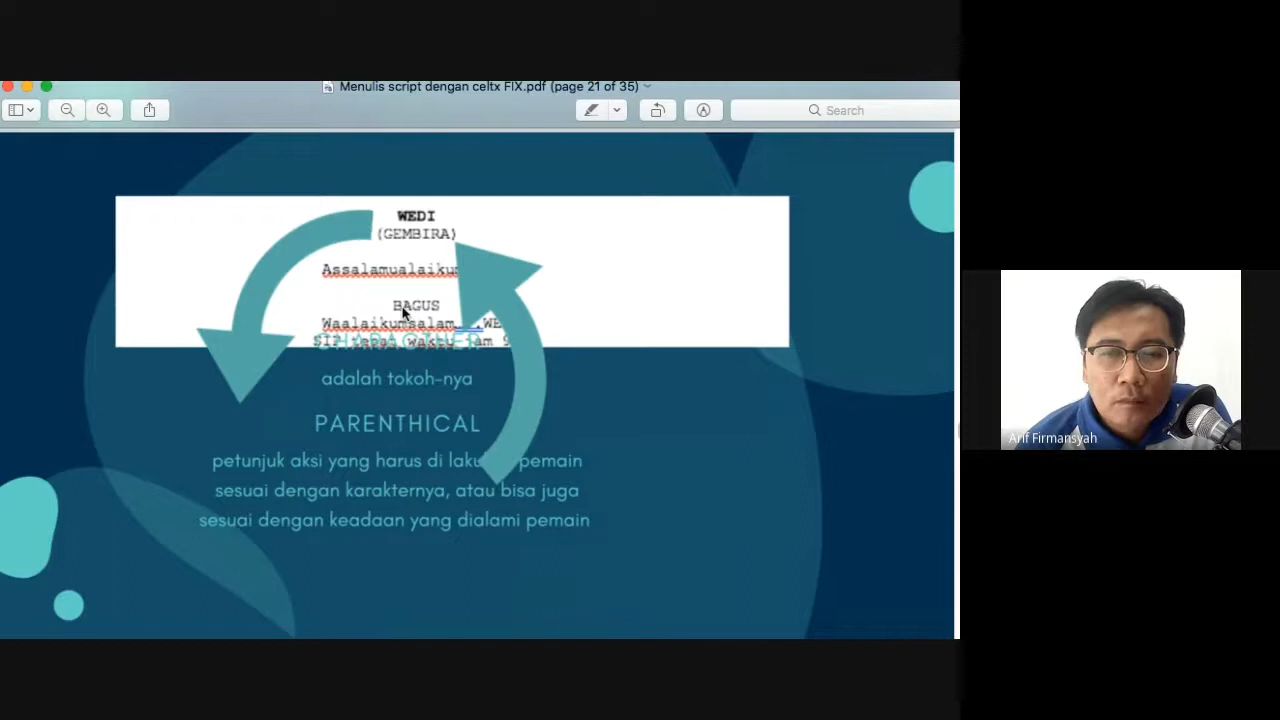 Menulis script dengan celtx FIX.pdf (page 21 of 35)
Search
WEDI
(GEMBIRA)
BAGUS
adalah tokoh-nya
PARENTHICAL
petunjuk aksi yang harus di pemain
sesuai dengan karakternya, atau bisa juga
sesuai dengan keadaan yang dialami pemain
Arif Firmansyah